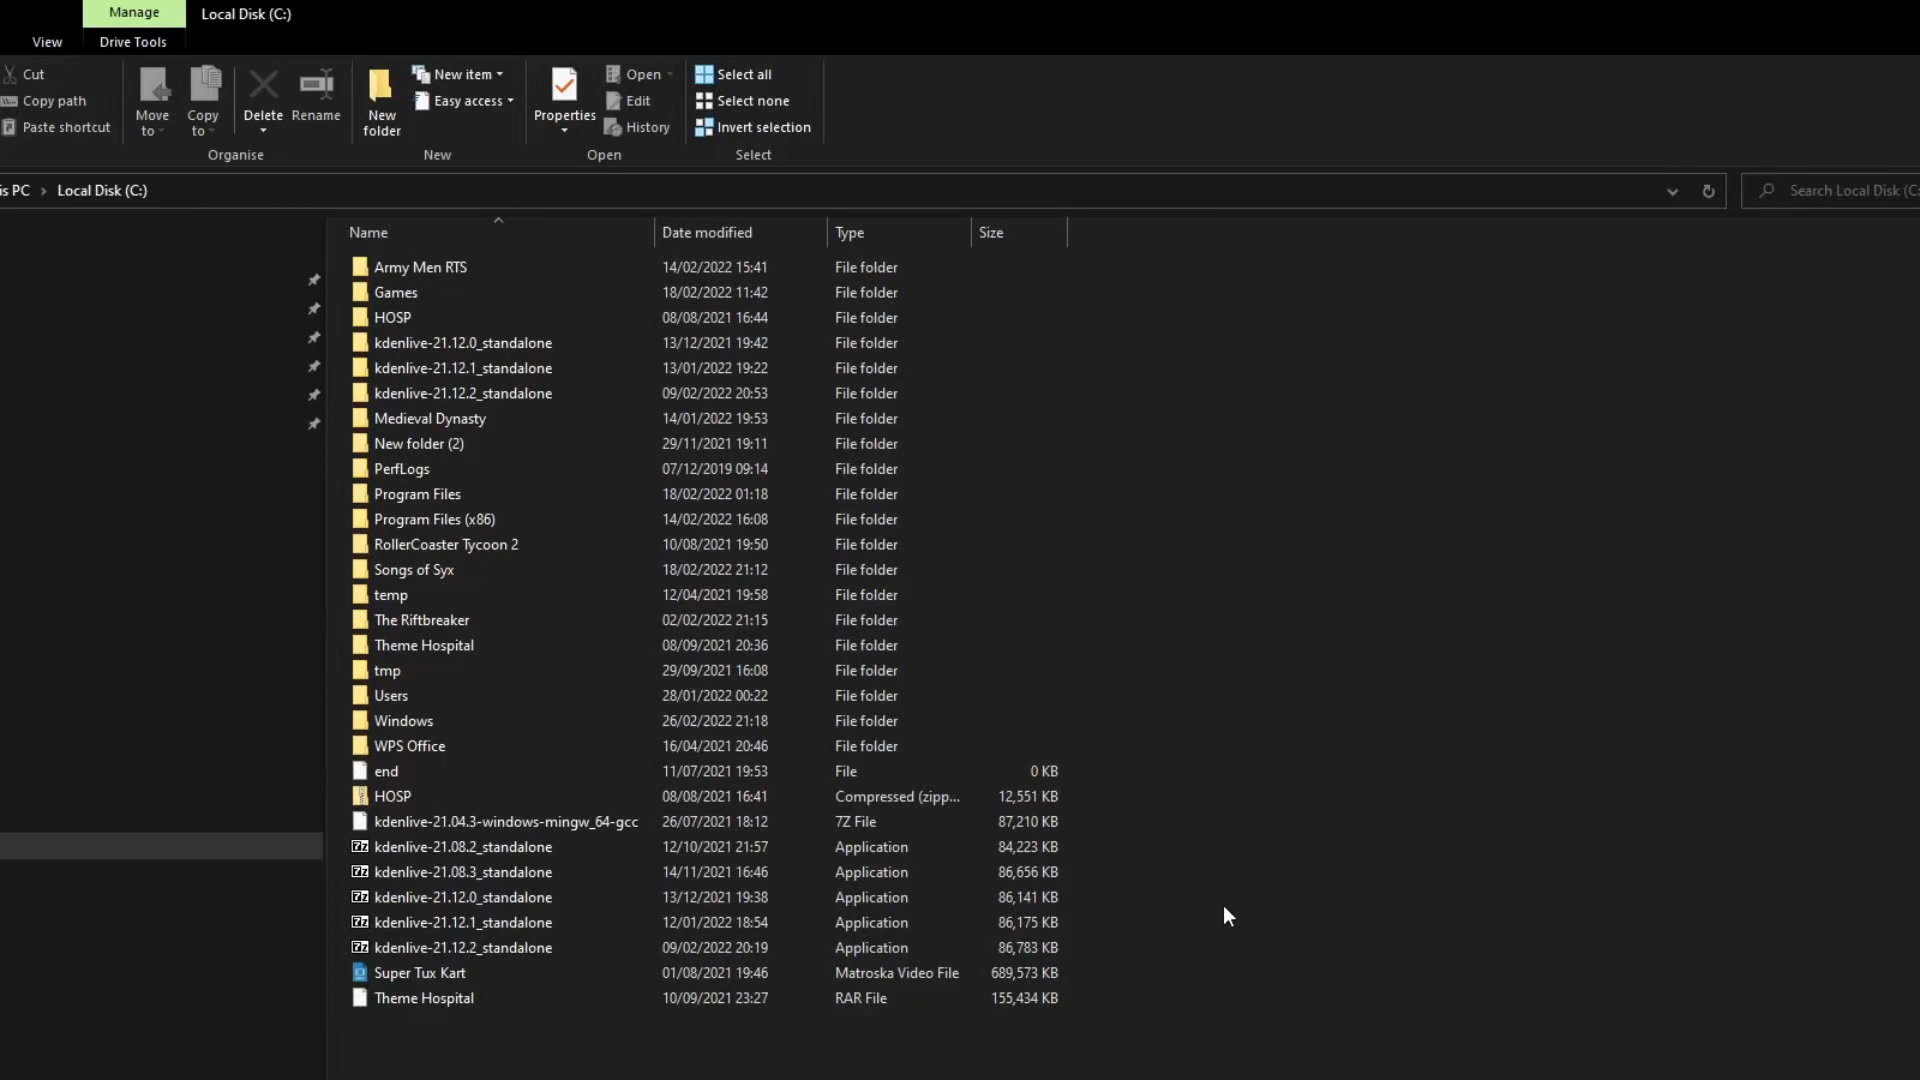 Manage
Local Disk (C:)
View
Drive Tools
Cut
Copy path
Paste shortcut
Move to
Copy to
Delete
Rename
Organise
New folder
New item
Easy access
New
Properties
Open
Edit
History
Open
Select all
Select none
Invert selection
Select
is PC > Local Disk (C:)
Search Local Disk (C:
Name Date modified Type Size
Army Men RTS 14/02/2022 15:41 File folder
Games 18/02/2022 11:42 File folder
HOSP 08/08/2021 16:44 File folder
kdenlive-21.12.0_standalone 13/12/2021 19:42 File folder
kdenlive-21.12.1_standalone 13/01/2022 19:22 File folder
kdenlive-21.12.2_standalone 09/02/2022 20:53 File folder
Medieval Dynasty 14/01/2022 19:53 File folder
New folder (2) 29/11/2021 19:11 File folder
PerfLogs 07/12/2019 09:14 File folder
Program Files 18/02/2022 01:18 File folder
Program Files (x86) 14/02/2022 16:08 File folder
RollerCoaster Tycoon 2 10/08/2021 19:50 File folder
Songs of Syx 18/02/2022 21:12 File folder
temp 12/04/2021 19:58 File folder
The Riftbreaker 02/02/2022 21:15 File folder
Theme Hospital 08/09/2021 20:36 File folder
tmp 29/09/2021 16:08 File folder
Users 28/01/2022 00:22 File folder
Windows 26/02/2022 21:18 File folder
WPS Office 16/04/2021 20:46 File folder
end 11/07/2021 19:53 File 0 KB
HOSP 08/08/2021 16:41 Compressed (zipp... 12,551 KB
kdenlive-21.04.3-windows-mingw_64-gcc 26/07/2021 18:12 7Z File 87,210 KB
kdenlive-21.08.2_standalone 12/10/2021 21:57 Application 84,223 KB
kdenlive-21.08.3_standalone 14/11/2021 16:46 Application 86,656 KB
kdenlive-21.12.0_standalone 13/12/2021 19:38 Application 86,141 KB
kdenlive-21.12.1_standalone 12/01/2022 18:54 Application 86,175 KB
kdenlive-21.12.2_standalone 09/02/2022 20:19 Application 86,783 KB
Super Tux Kart 01/08/2021 19:46 Matroska Video File 689,573 KB
Theme Hospital 10/09/2021 23:27 RAR File 155,434 KB